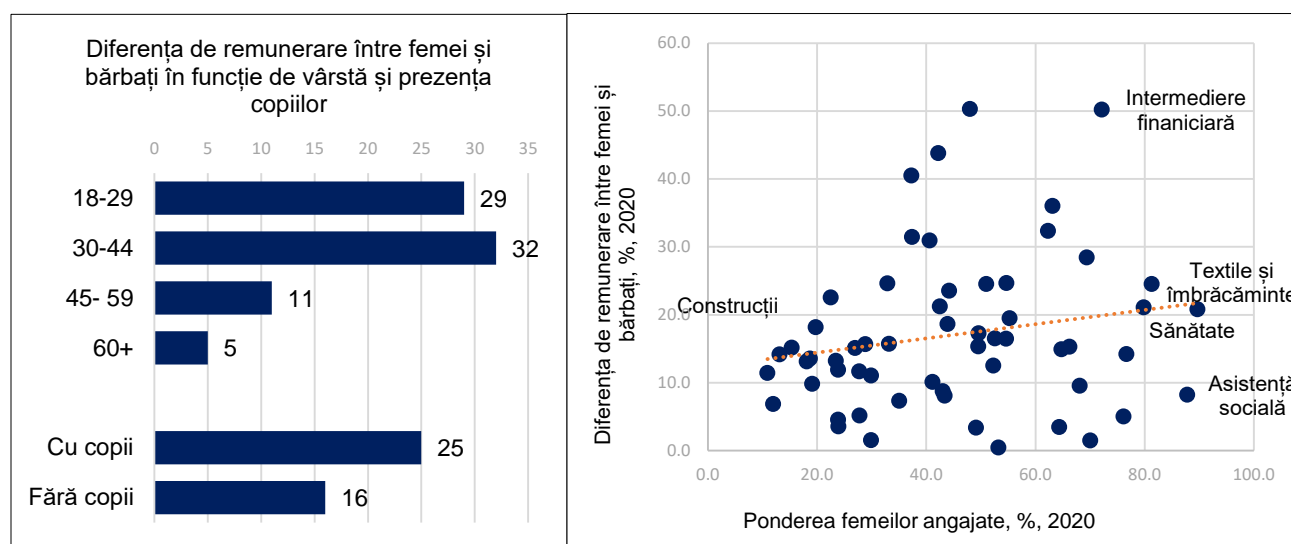 Diferența de remunerare între femei și
bărbați în funcție de vârstă și prezența
copiilor
0 5 10 15 20 25 30 35
18-29 29
30-44 32
45- 59 11
60+ 5
Cu copii 25
Fără copii 16
Diferența de remunerare între femei și
bărbați, %, 2020
60.0
50.0
40.0
30.0
20.0
10.0
0.0
Intermediere
finaniciară
Construcții
Textile și
îmbrăcăminte
Sănătate
Asistență
socială
0.0 20.0 40.0 60.0 80.0 100.0
Ponderea femeilor angajate, %, 2020